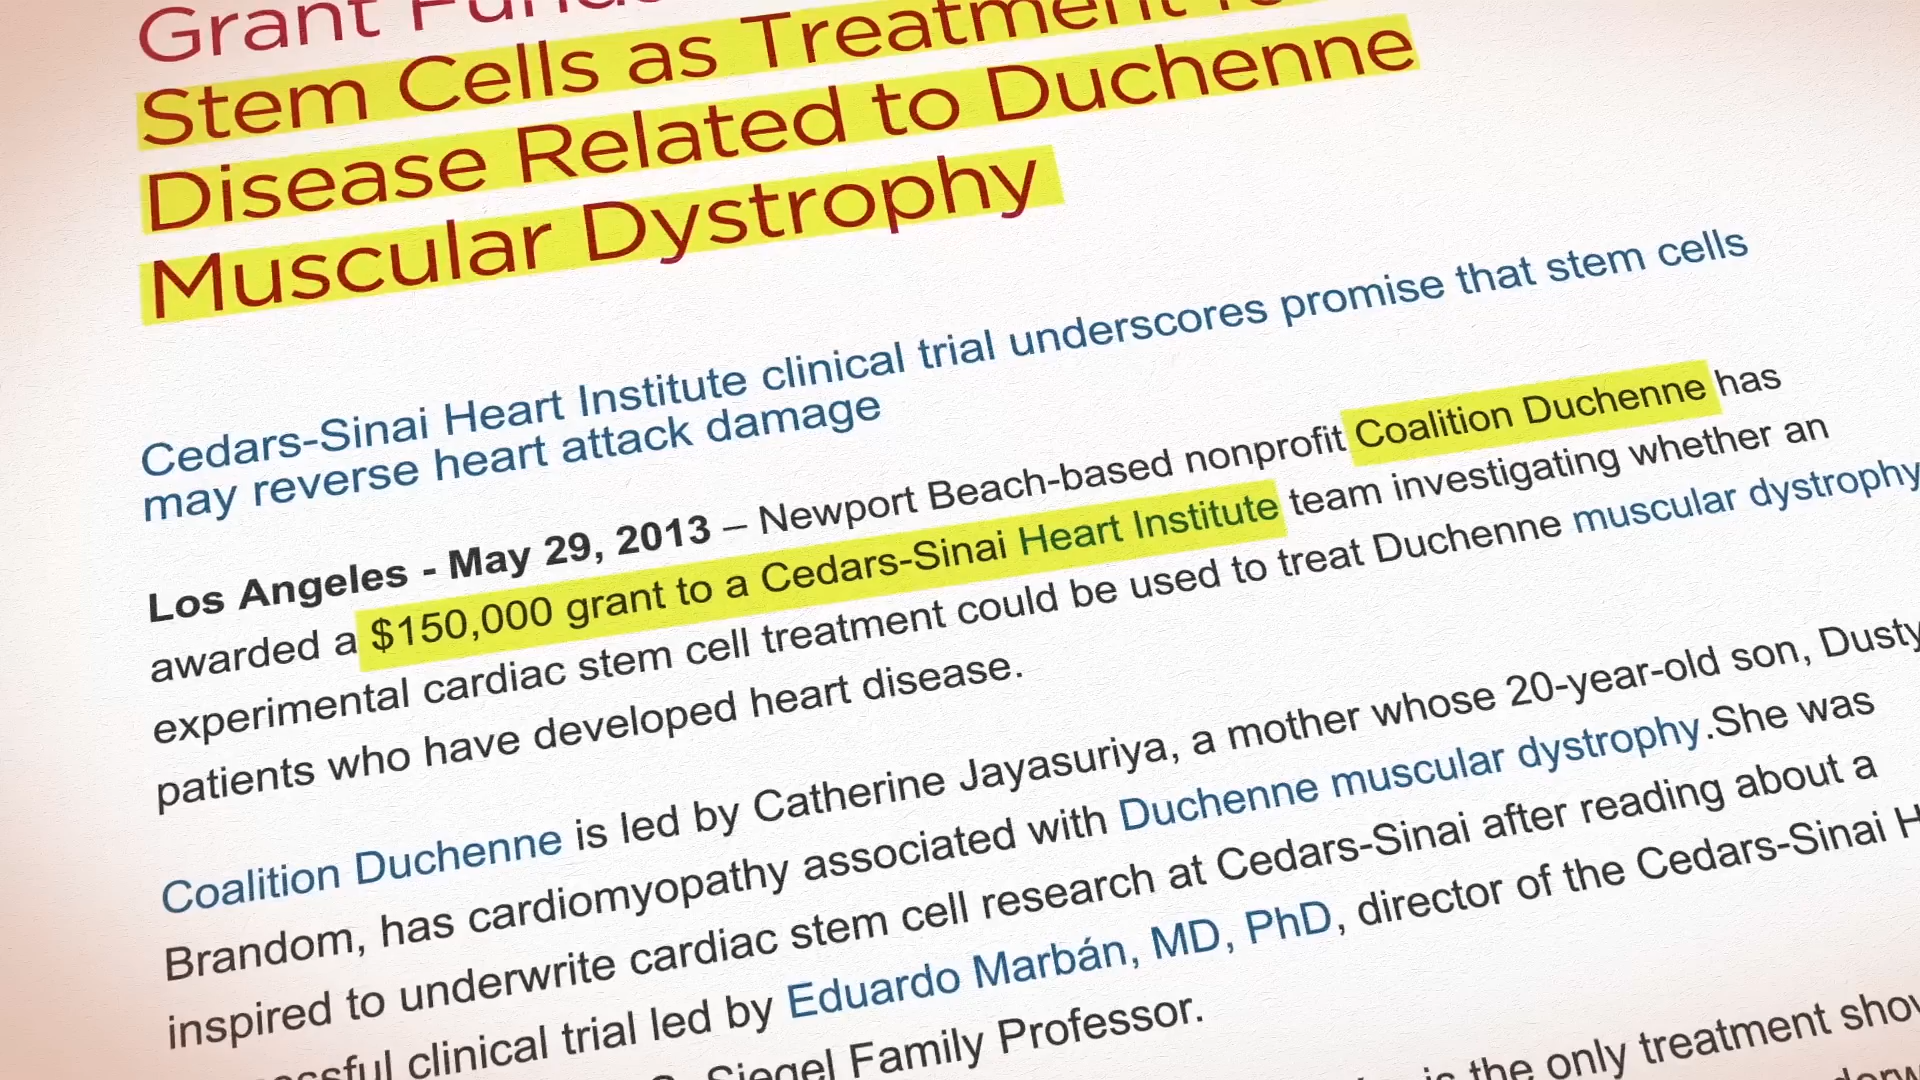 Grant
Stem Cells as Treatment
Disease Related to Duchenne
Muscular Dystrophy
Cedars-Sinai Heart Institute clinical trial underscores promise that stem cells
may reverse heart attack damage
Los Angeles - May 29, 2013 – Newport Beach-based nonprofit Coalition Duchenne has
awarded a $150,000 grant to a Cedars-Sinai Heart Institute team investigating whether an
experimental cardiac stem cell treatment could be used to treat Duchenne muscular dystrophy
patients who have developed heart disease.
Coalition Duchenne is led by Catherine Jayasuriya, a mother whose 20-year-old son, Dusty
Brandom, has cardiomyopathy associated with Duchenne muscular dystrophy.She was
inspired to underwrite cardiac stem cell research at Cedars-Sinai after reading about a
clinical trial led by Eduardo Marbán, MD, PhD, director of the Cedars-Sinai
Siegel Family Professor.
is the only treatment